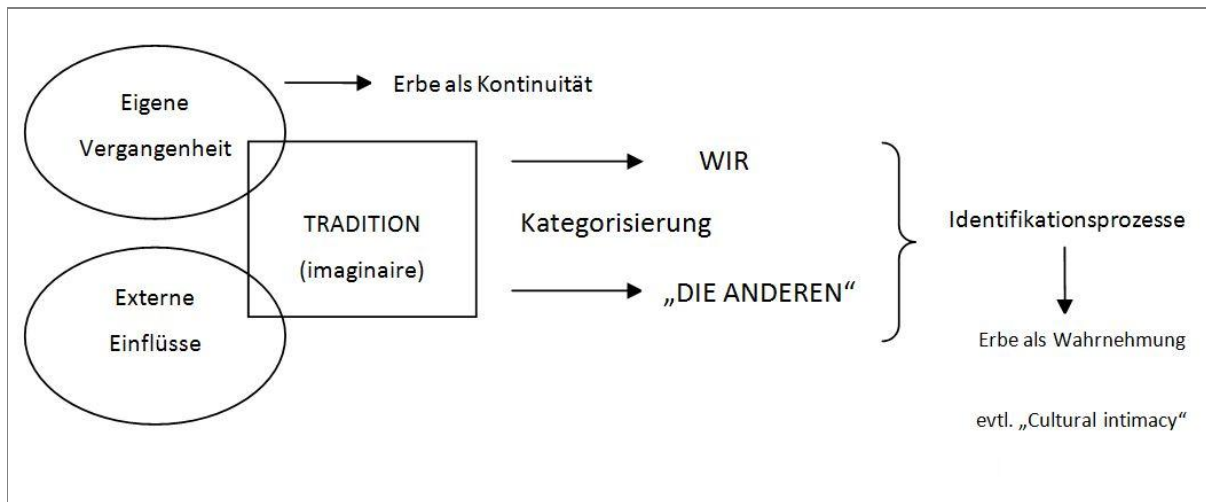 Eigene
Vergangenheit
Erbe als Kontinuität
TRADITION
(imaginaire)
Externe
Einflüsse
WIR
Kategorisierung
„DIE ANDEREN“
Identifikationsprozesse
Erbe als Wahrnehmung
evtl. „Cultural intimacy“